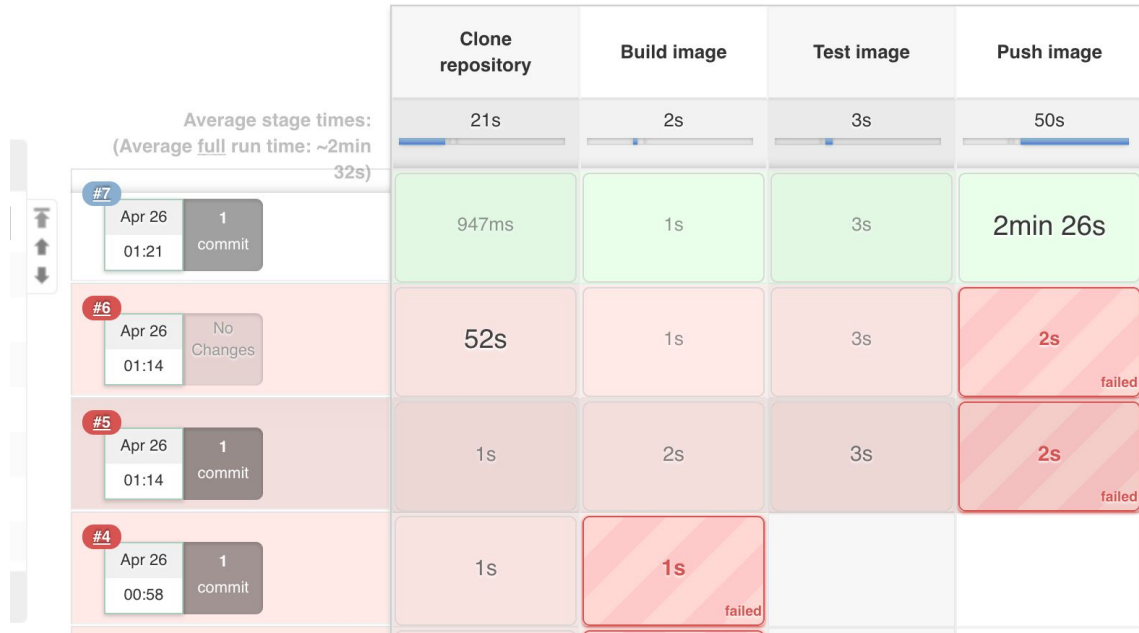 Clone
repository
Build image
Test image
Push image
Average stage times:
(Average full run time: ~2min
32s)
21s
2s
3s
50s
#7
Apr 26
01:21
1
commit
947ms
1s
3s
2min 26s
#6
Apr 26
01:14
No
Changes
52s
1s
3s
2s
failed
#5
Apr 26
01:14
1
commit
1s
2s
3s
2s
failed
#4
Apr 26
00:58
1
commit
1s
1s
failed